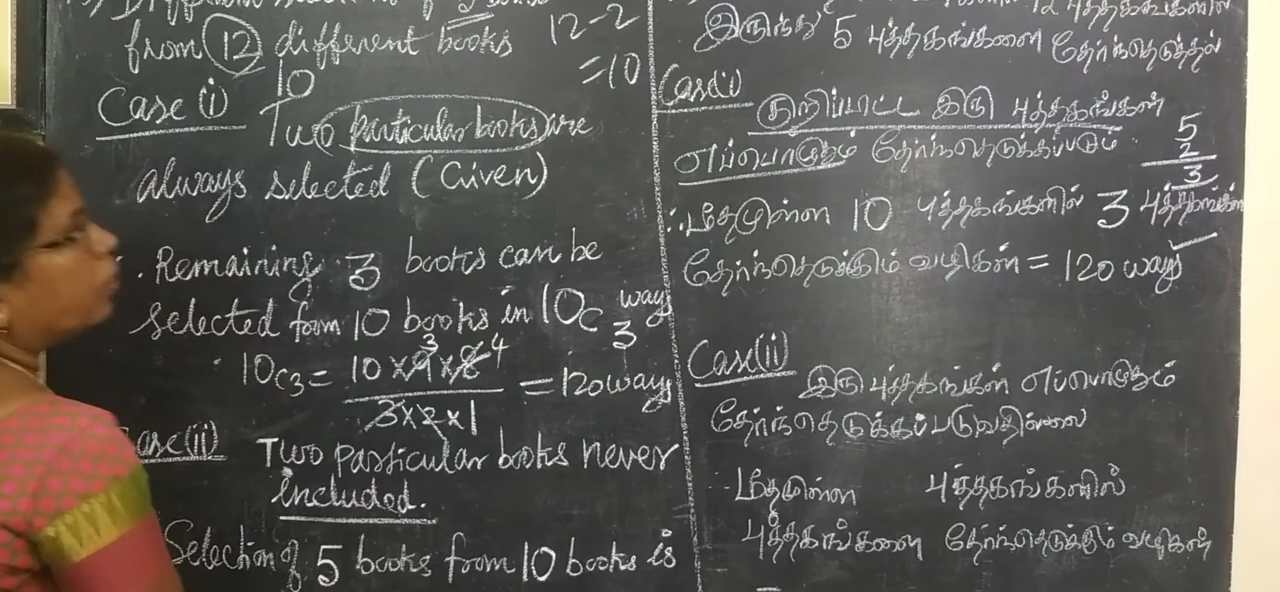 from 12 different books 12-2
10 =10
Case (i) Two particular books are
always selected (Given)
Remaining 3 books can be
selected from 10 books in 10C3 ways
10C3 = 10 x 9 3 x 8 4 / 3x2x1 = 120 ways
Case (ii) Two particular books never
included.
Selection of 5 books from 10 books is
இருந்து 5 புத்தகங்களை தேர்ந்தெடுத்தல்
Case (i)
குறிப்பிட்ட இரு புத்தகங்கள்
எப்பொழுதும் தேர்ந்தெடுக்கப்படும்
5
2
3
∴ மீதமுள்ள 10 புத்தகங்களில் 3 புத்தகங்கள்
தேர்ந்தெடுக்கும் வழிகள் = 120 ways
Case (ii)
இரு புத்தகங்கள் எப்பொழுதும்
தேர்ந்தெடுக்கப்படுவதில்லை
மீதமுள்ள புத்தகங்களில்
புத்தகங்களை தேர்ந்தெடுக்கும் வழிகள்